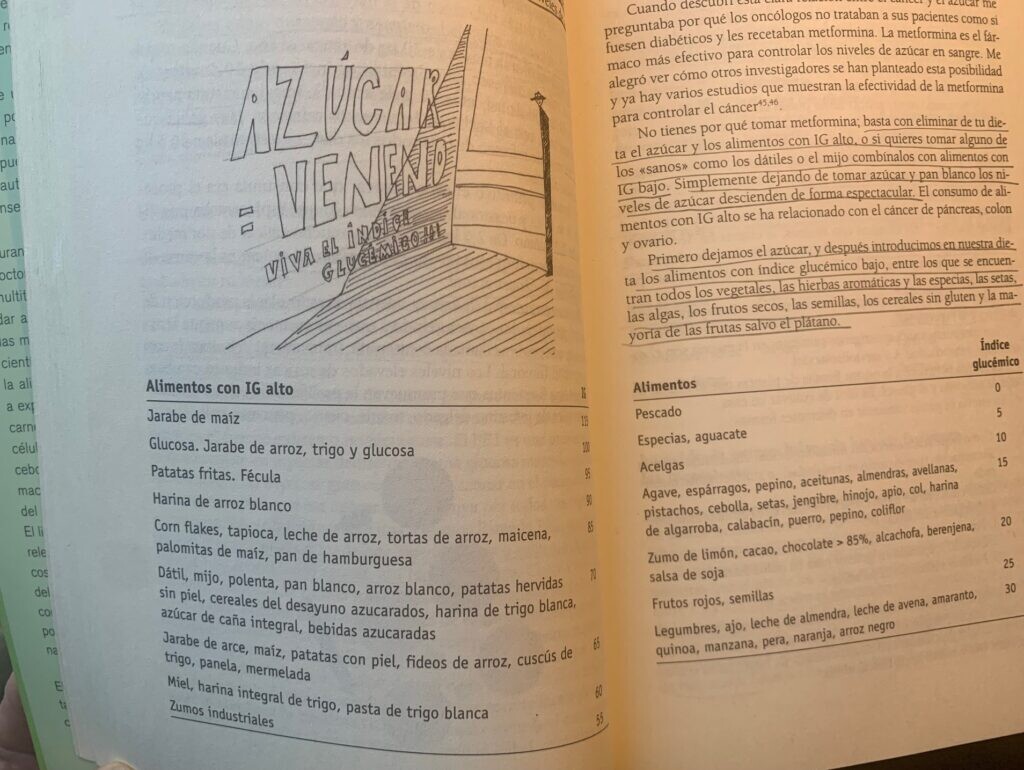 AZÚCAR
= VENENO
VIVA EL ÍNDICE
GLUCÉMICO!!!
Alimentos con IG alto IG
Jarabe de maíz 115
Glucosa. Jarabe de arroz, trigo y glucosa 100
Patatas fritas. Fécula 95
Harina de arroz blanco 90
Corn flakes, tapioca, leche de arroz, tortas de arroz, maicena, 85
palomitas de maíz, pan de hamburguesa
Dátil, mijo, polenta, pan blanco, arroz blanco, patatas hervidas 70
sin piel, cereales del desayuno azucarados, harina de trigo blanca,
azúcar de caña integral, bebidas azucaradas
Jarabe de arce, maíz, patatas con piel, fideos de arroz, cuscús de 65
trigo, panela, mermelada
Miel, harina integral de trigo, pasta de trigo blanca 60
Zumos industriales 55
Cuando descubrí esta clara relación entre el cáncer y el azúcar me
preguntaba por qué los oncólogos no trataban a sus pacientes como si
fuesen diabéticos y les recetaban metformina. La metformina es el fár-
maco más efectivo para controlar los niveles de azúcar en sangre. Me
alegró ver cómo otros investigadores se han planteado esta posibilidad
y ya hay varios estudios que muestran la efectividad de la metformina
para controlar el cáncer45,46.
No tienes por qué tomar metformina; basta con eliminar de tu die-
ta el azúcar y los alimentos con IG alto, o si quieres tomar alguno de
los «sanos» como los dátiles o el mijo combínalos con alimentos con
IG bajo. Simplemente dejando de tomar azúcar y pan blanco los ni-
veles de azúcar descienden de forma espectacular. El consumo de ali-
mentos con IG alto se ha relacionado con el cáncer de páncreas, colon
y ovario.
Primero dejamos el azúcar, y después introducimos en nuestra die-
ta los alimentos con índice glucémico bajo, entre los que se encuen-
tran todos los vegetales, las hierbas aromáticas y las especias, las setas,
las algas, los frutos secos, las semillas, los cereales sin gluten y la ma-
yoría de las frutas salvo el plátano.
Alimentos Índice
glucémico
Pescado 0
Especias, aguacate 5
Acelgas 10
Agave, espárragos, pepino, aceitunas, almendras, avellanas, 15
pistachos, cebolla, setas, jengibre, hinojo, apio, col, harina
de algarroba, calabacín, puerro, pepino, coliflor
Zumo de limón, cacao, chocolate > 85%, alcachofa, berenjena, 20
salsa de soja
Frutos rojos, semillas 25
Legumbres, ajo, leche de almendra, leche de avena, amaranto, 30
quinoa, manzana, pera, naranja, arroz negro